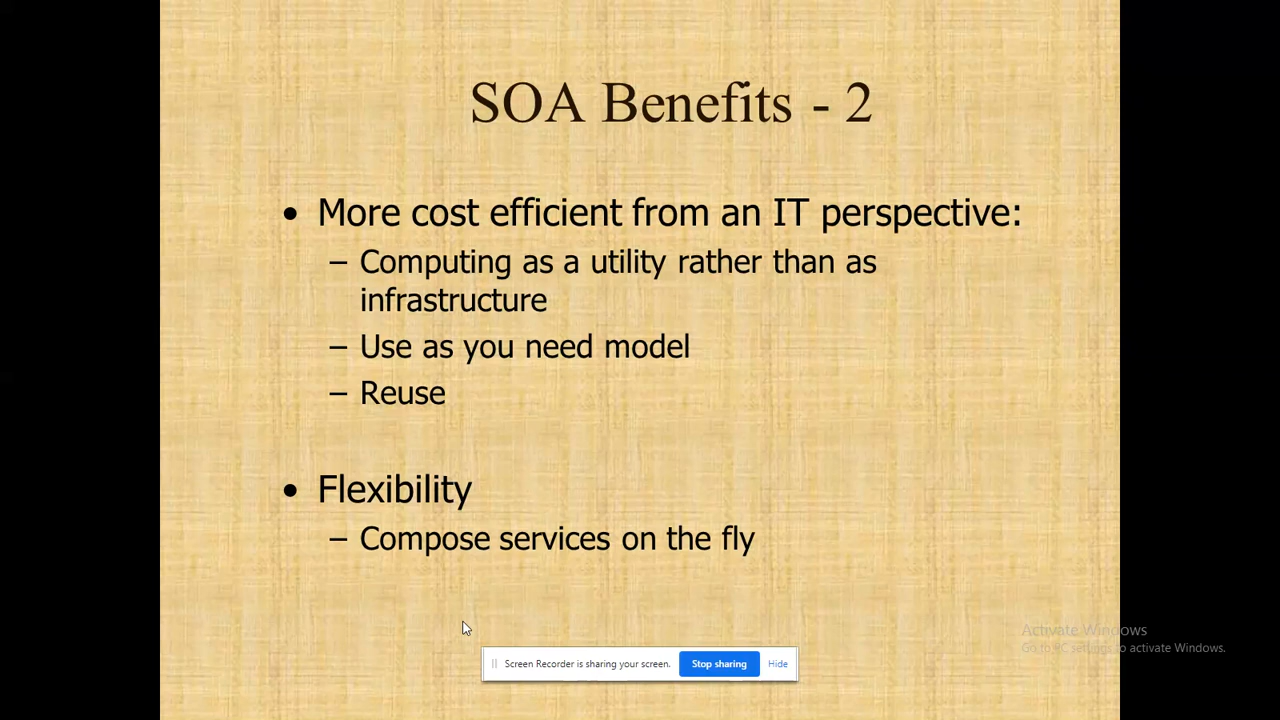 SOA Benefits - 2
• More cost efficient from an IT perspective:
– Computing as a utility rather than as
infrastructure
– Use as you need model
– Reuse
• Flexibility
– Compose services on the fly
Activate Windows
Go to PC settings to activate Windows.
Screen Recorder is sharing your screen. Stop sharing Hide